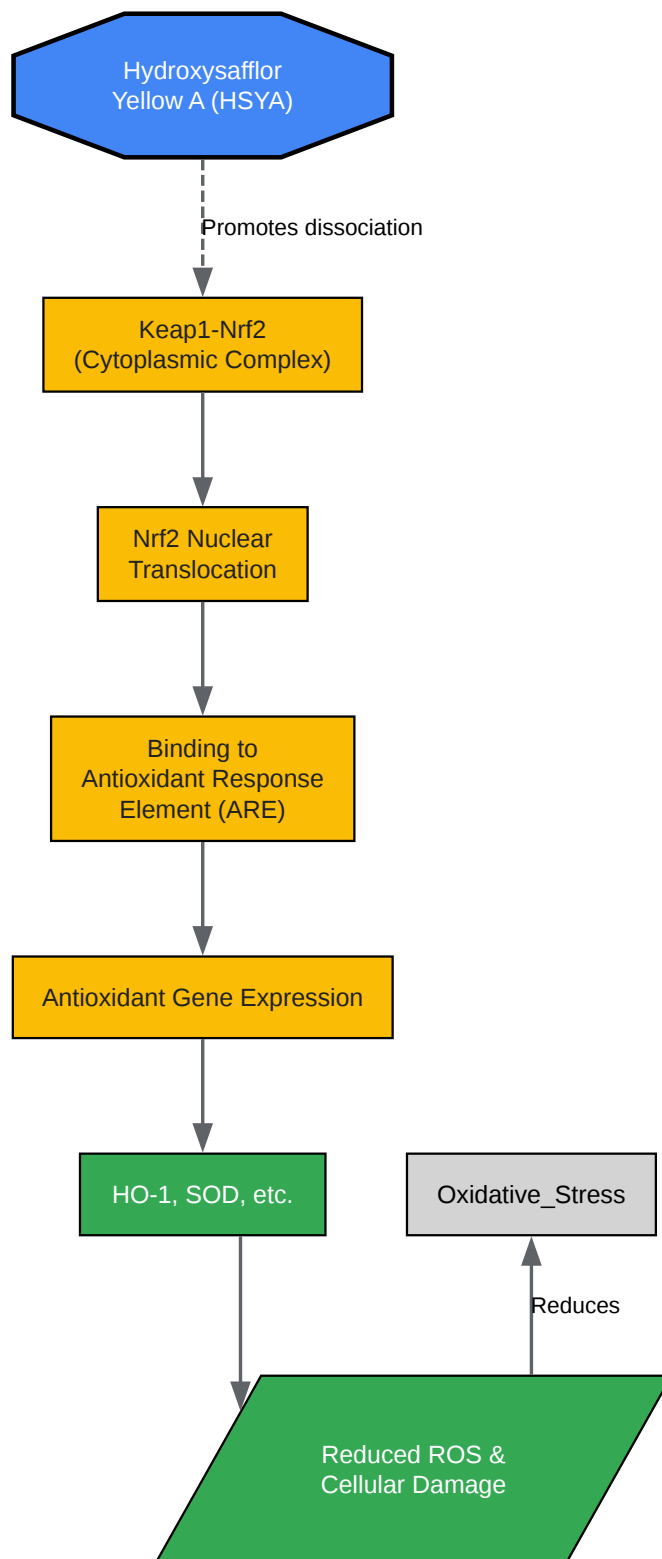 Hydroxysafflor
Yellow A (HSYA)
Promotes dissociation
Keap1-Nrf2
(Cytoplasmic Complex)
Nrf2 Nuclear
Translocation
Binding to
Antioxidant Response
Element (ARE)
Antioxidant Gene Expression
HO-1, SOD, etc.
Oxidative_Stress
Reduces
Reduced ROS &
Cellular Damage